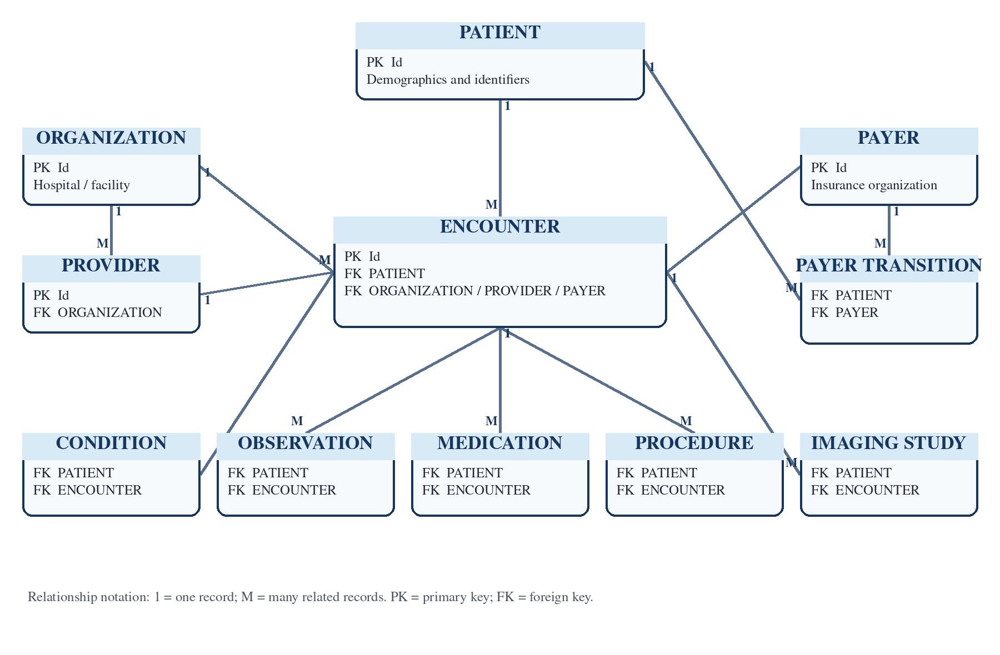 PATIENT
PK Id
Demographics and identifiers
1
1
ORGANIZATION
PK Id
Hospital / facility
1
1
M
PAYER
PK Id
Insurance organization
1
M
M
ENCOUNTER
PK Id
FK PATIENT
FK ORGANIZATION / PROVIDER / PAYER
M
1
1
PROVIDER
PK Id
FK ORGANIZATION
1
PAYER TRANSITION
FK PATIENT
FK PAYER
M
M
M
M
M
CONDITION
FK PATIENT
FK ENCOUNTER
OBSERVATION
FK PATIENT
FK ENCOUNTER
MEDICATION
FK PATIENT
FK ENCOUNTER
PROCEDURE
FK PATIENT
FK ENCOUNTER
IMAGING STUDY
FK PATIENT
FK ENCOUNTER
Relationship notation: 1 = one record; M = many related records. PK = primary key; FK = foreign key.